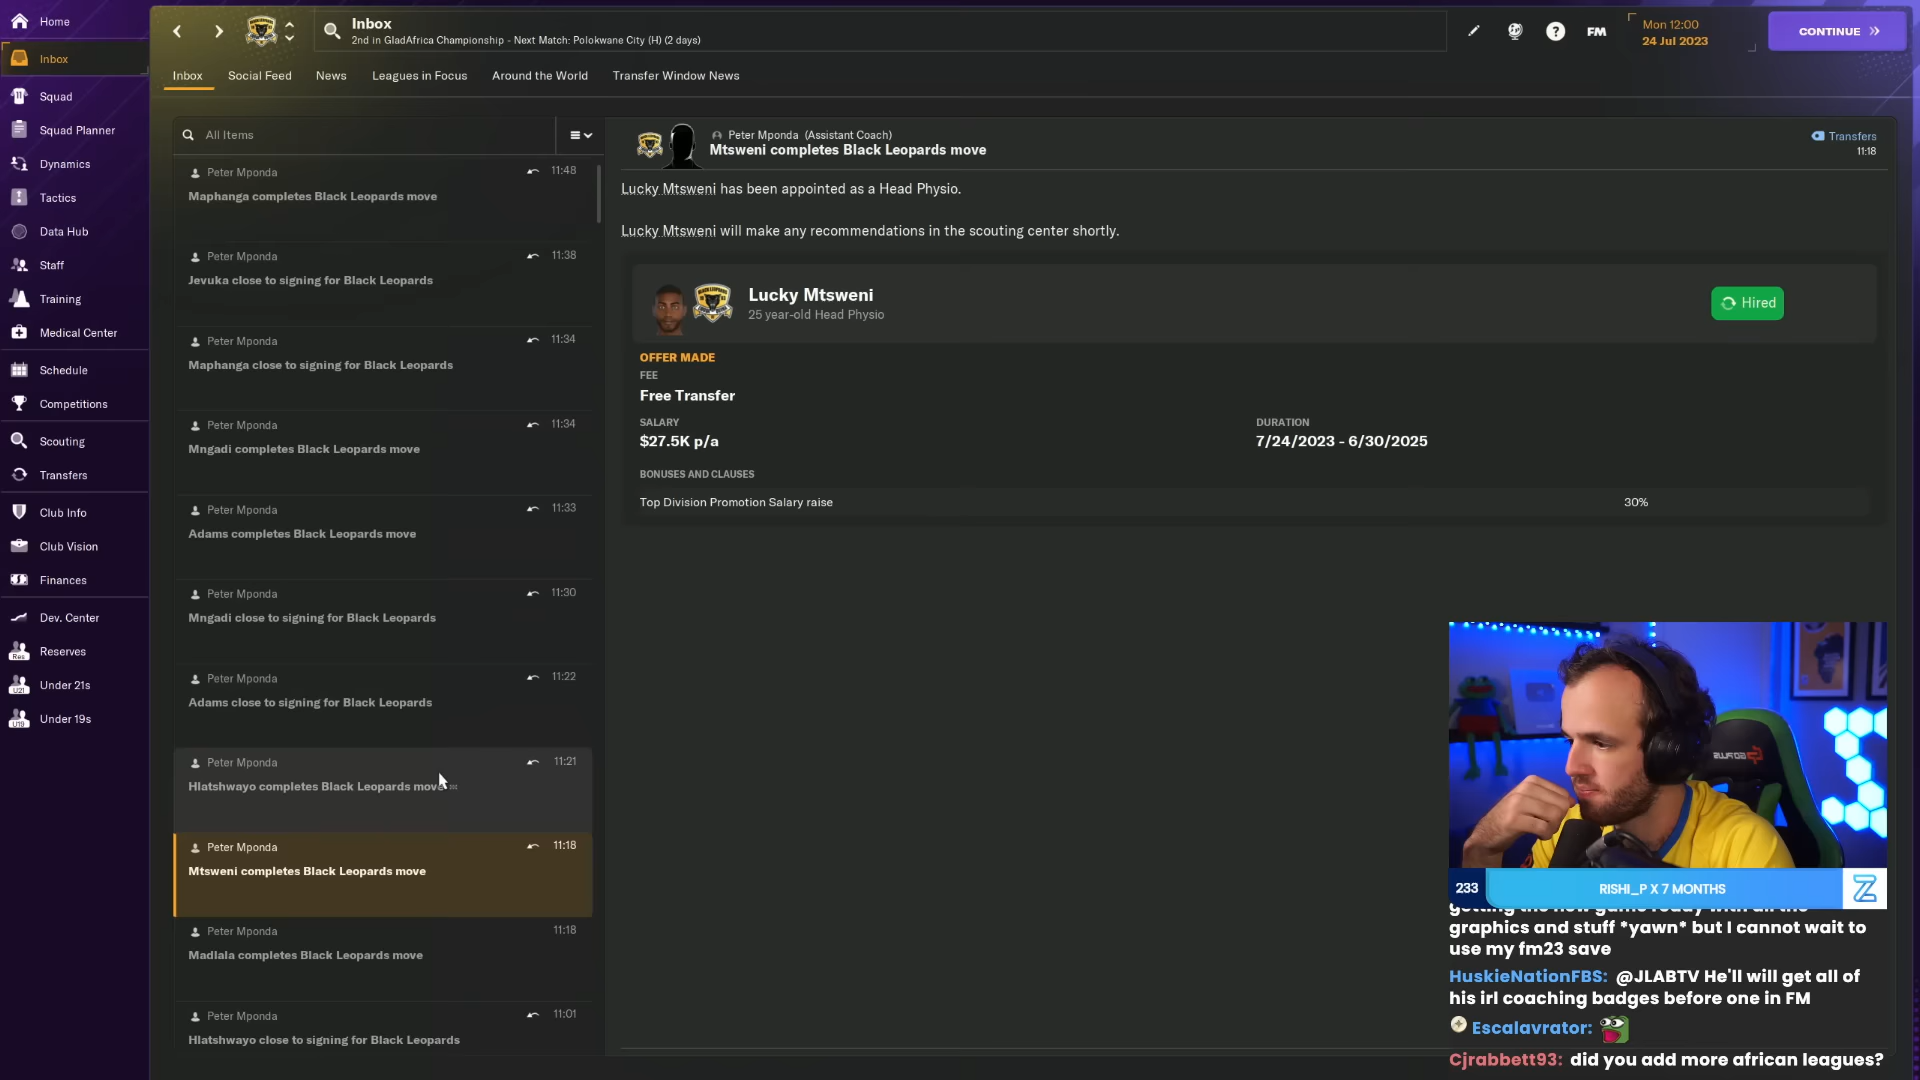 Home
Inbox
Squad
Squad Planner
Dynamics
Tactics
Data Hub
Staff
Training
Medical Center
Schedule
Competitions
Scouting
Transfers
Club Info
Club Vision
Finances
Dev. Center
Reserves
Under 21s
Under 19s
Inbox
2nd in GladAfrica Championship - Next Match: Polokwane City (H) (2 days)
FM
Mon 12:00
24 Jul 2023
CONTINUE
Inbox Social Feed News Leagues in Focus Around the World Transfer Window News
All Items
Peter Mponda 11:48
Maphanga completes Black Leopards move
Peter Mponda 11:38
Jevuka close to signing for Black Leopards
Peter Mponda 11:34
Maphanga close to signing for Black Leopards
Peter Mponda 11:34
Mngadi completes Black Leopards move
Peter Mponda 11:33
Adams completes Black Leopards move
Peter Mponda 11:30
Mngadi close to signing for Black Leopards
Peter Mponda 11:22
Adams close to signing for Black Leopards
Peter Mponda 11:21
Hlatshwayo completes Black Leopards move
Peter Mponda 11:18
Mtsweni completes Black Leopards move
Peter Mponda 11:18
Madlala completes Black Leopards move
Peter Mponda 11:01
Hlatshwayo close to signing for Black Leopards
Peter Mponda (Assistant Coach)
Mtsweni completes Black Leopards move
Transfers
11:18
Lucky Mtsweni has been appointed as a Head Physio.
Lucky Mtsweni will make any recommendations in the scouting center shortly.
Lucky Mtsweni
25 year-old Head Physio
Hired
OFFER MADE
FEE
Free Transfer
SALARY
$27.5K p/a
DURATION
7/24/2023 - 6/30/2025
BONUSES AND CLAUSES
Top Division Promotion Salary raise 30%
233 RISHI_P X 7 MONTHS
getting the new game ready with all the
graphics and stuff *yawn* but I cannot wait to
use my fm23 save
HuskieNationFBS: @JLABTV He'll will get all of
his irl coaching badges before one in FM
Escalavrator:
Cjrabbett93: did you add more african leagues?